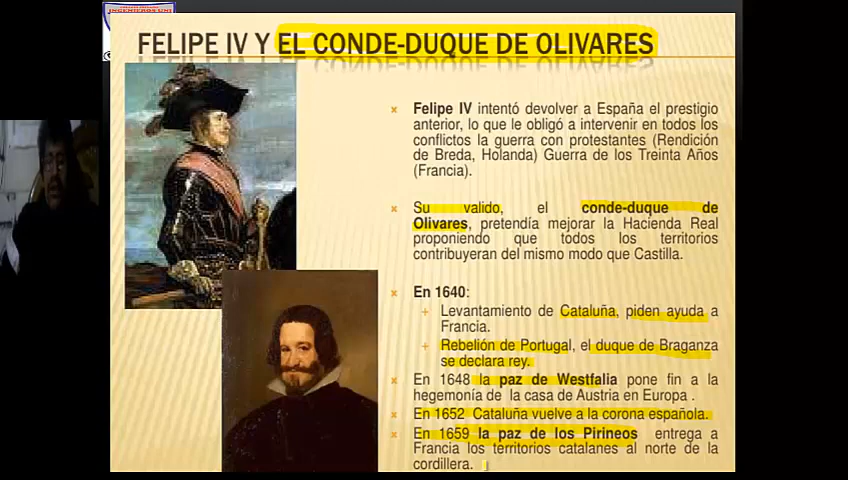 INGENIEROS UNI
FELIPE IV Y EL CONDE-DUQUE DE OLIVARES
Felipe IV intentó devolver a España el prestigio
anterior, lo que le obligó a intervenir en todos los
conflictos la guerra con protestantes (Rendición
de Breda, Holanda) Guerra de los Treinta Años
(Francia).
Su valido, el conde-duque de
Olivares, pretendía mejorar la Hacienda Real
proponiendo que todos los territorios
contribuyeran del mismo modo que Castilla.
En 1640:
Levantamiento de Cataluña, piden ayuda a
Francia.
Rebelión de Portugal, el duque de Braganza
se declara rey.
En 1648 la paz de Westfalia pone fin a la
hegemonía de la casa de Austria en Europa .
En 1652 Cataluña vuelve a la corona española.
En 1659 la paz de los Pirineos entrega a
Francia los territorios catalanes al norte de la
cordillera.